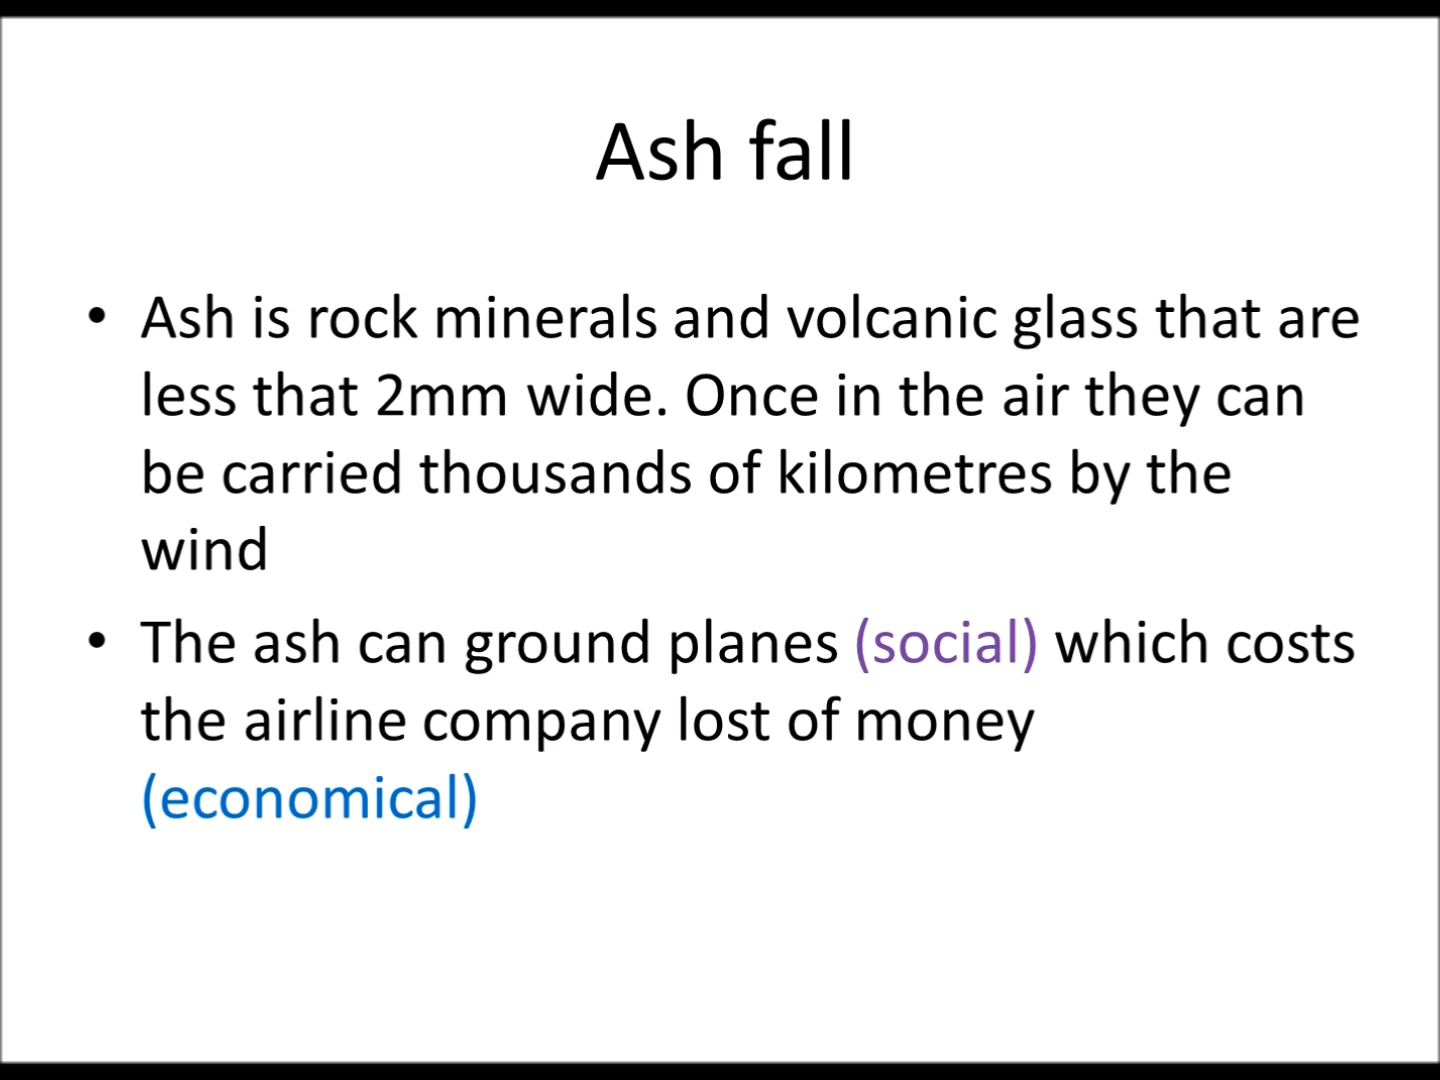 Ash fall
• Ash is rock minerals and volcanic glass that are
less that 2mm wide. Once in the air they can
be carried thousands of kilometres by the
wind
• The ash can ground planes (social) which costs
the airline company lost of money
(economical)